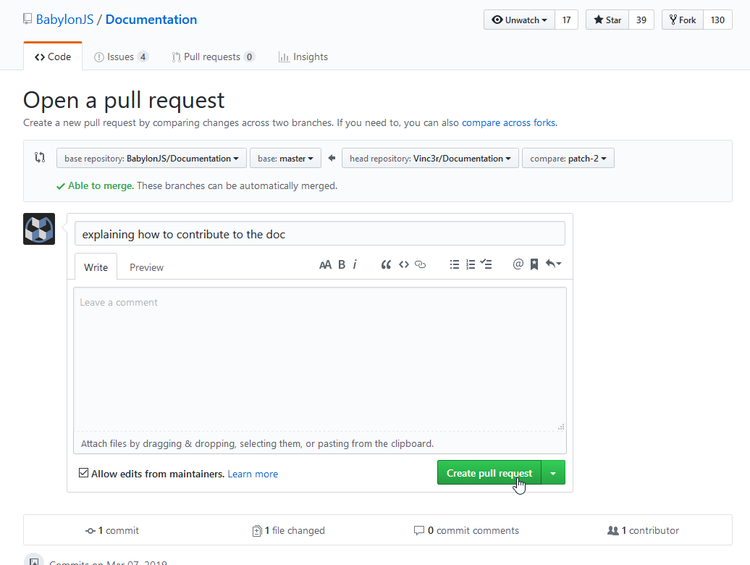 BabylonJS / Documentation
Unwatch 17 Star 39 Fork 130
Code Issues 4 Pull requests 0 Insights
Open a pull request
Create a new pull request by comparing changes across two branches. If you need to, you can also compare across forks.
base repository: BabylonJS/Documentation base: master head repository: Vinc3r/Documentation compare: patch-2
Able to merge. These branches can be automatically merged.
explaining how to contribute to the doc
Write Preview AA B i
Leave a comment
Attach files by dragging & dropping, selecting them, or pasting from the clipboard.
Allow edits from maintainers. Learn more Create pull request
1 commit 1 file changed 0 commit comments 1 contributor
Commits on Mar 07, 2019